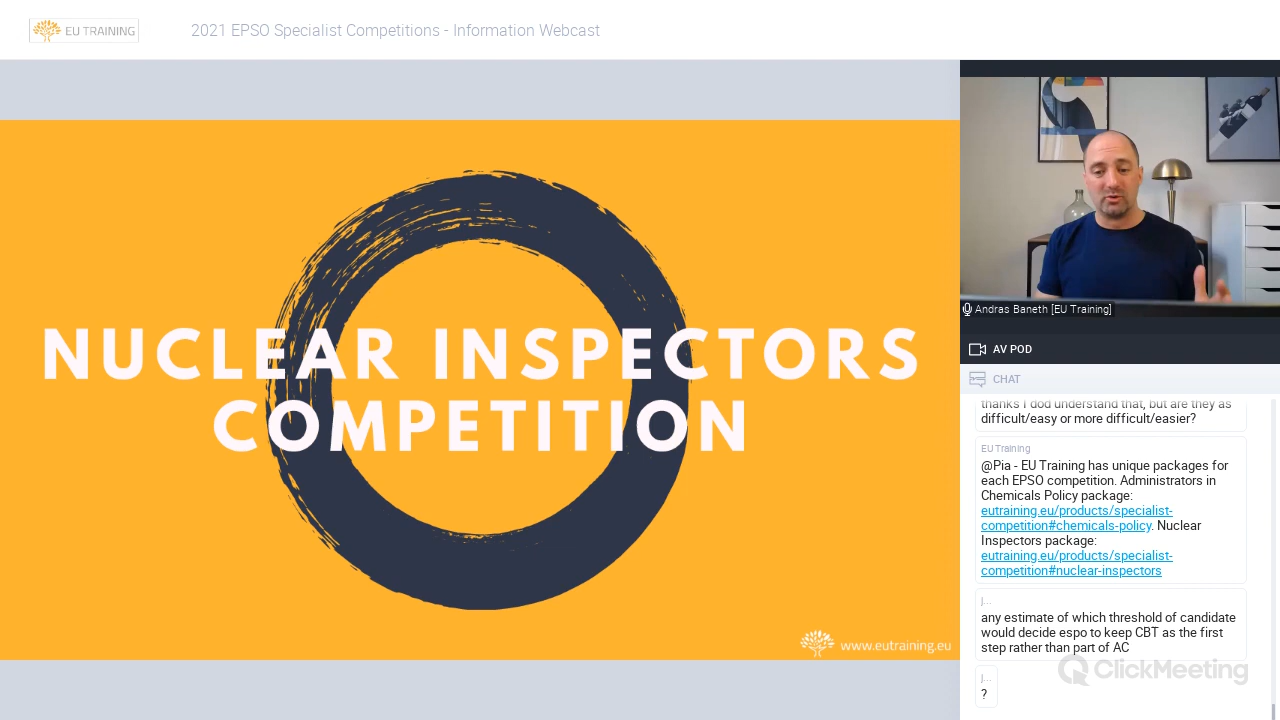 EU TRAINING
2021 EPSO Specialist Competitions - Information Webcast
NUCLEAR INSPECTORS
COMPETITION
www.eutraining.eu
Andras Baneth [EU Training]
AV POD
CHAT
thanks I dod understand that, but are they as
difficult/easy or more difficult/easier?
EU Training
@Pia - EU Training has unique packages for
each EPSO competition. Administrators in
Chemicals Policy package:
eutraining.eu/products/specialist-
competition#chemicals-policy. Nuclear
Inspectors package:
eutraining.eu/products/specialist-
competition#nuclear-inspectors
J...
any estimate of which threshold of candidate
would decide espo to keep CBT as the first
step rather than part of AC
ClickMeeting
J...
?